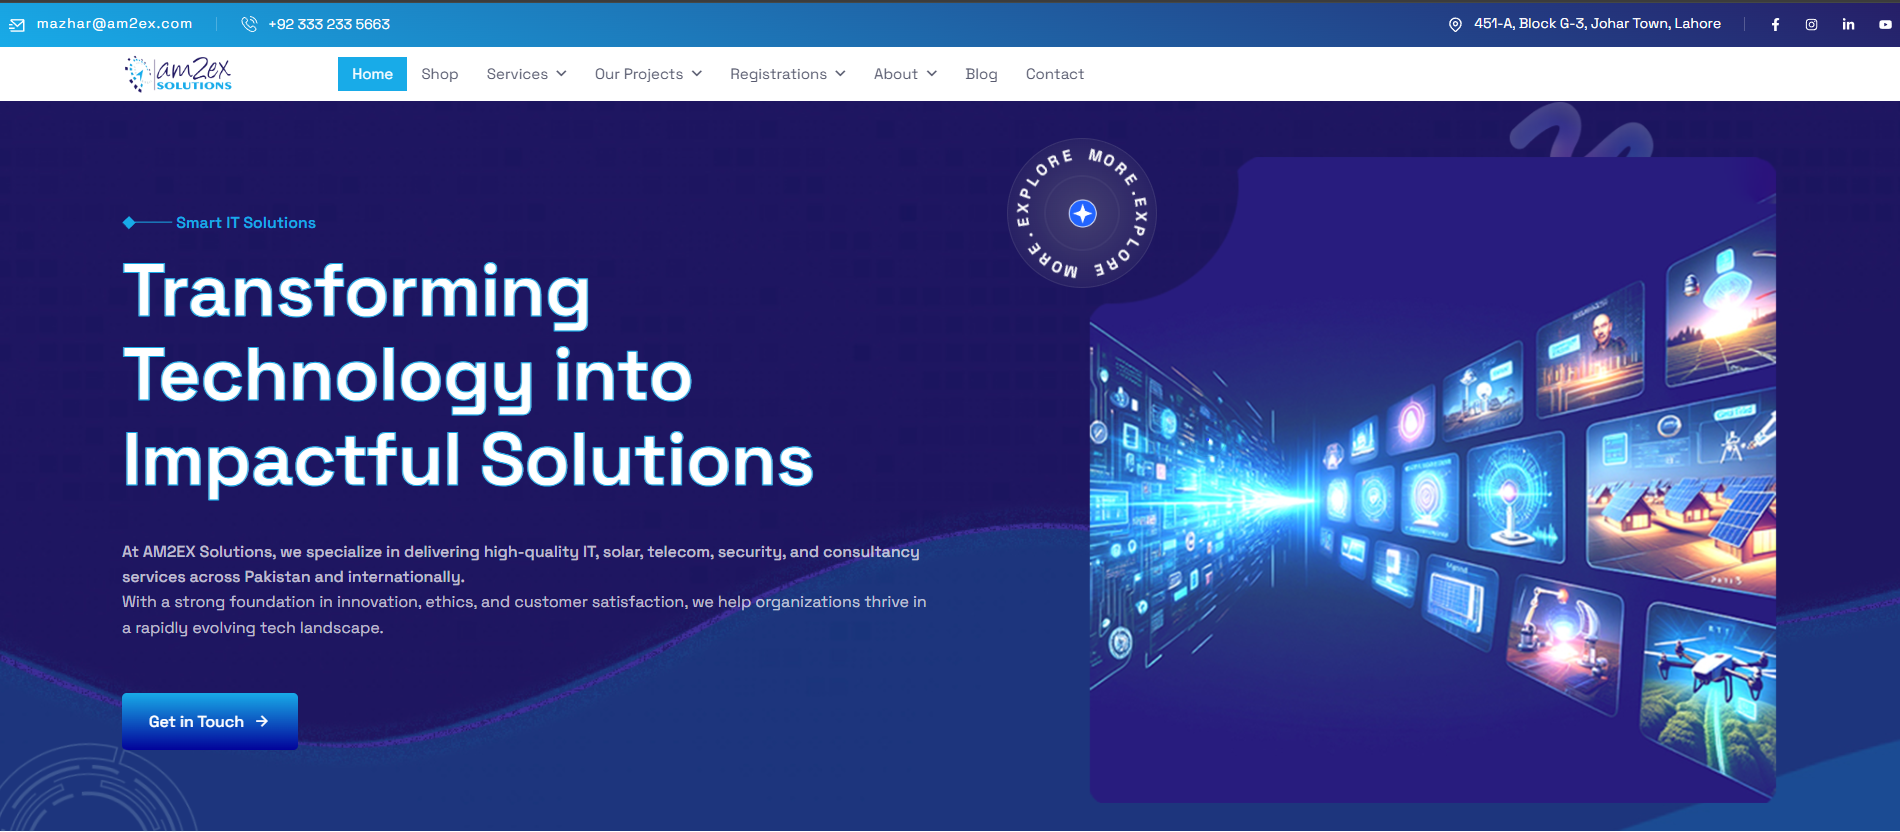 mazhar@am2ex.com
+92 333 233 5663
451-A, Block G-3, Johar Town, Lahore
am2ex
SOLUTIONS
Home
Shop
Services
Our Projects
Registrations
About
Blog
Contact
EXPLORE MORE.EXPLORE MORE.
Smart IT Solutions
Transforming
Technology into
Impactful Solutions
At AM2EX Solutions, we specialize in delivering high-quality IT, solar, telecom, security, and consultancy
services across Pakistan and internationally.
With a strong foundation in innovation, ethics, and customer satisfaction, we help organizations thrive in
a rapidly evolving tech landscape.
Get in Touch